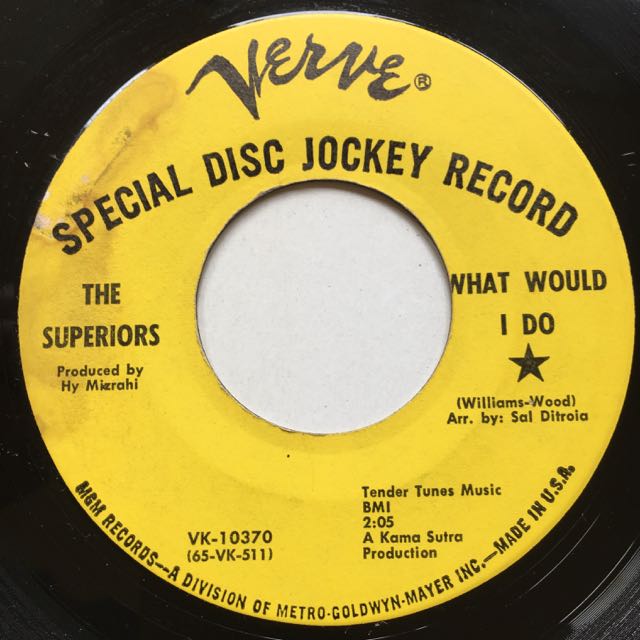 Verve®
SPECIAL DISC JOCKEY RECORD
THE
SUPERIORS
Produced by
Hy Mizrahi
WHAT WOULD
I DO
★
(Williams-Wood)
Arr. by: Sal Ditroia
VK-10370
(65-VK-511)
Tender Tunes Music
BMI
2:05
A Kama Sutra
Production
MGM RECORDS—A DIVISION OF METRO-GOLDWYN-MAYER INC.—MADE IN U.S.A.